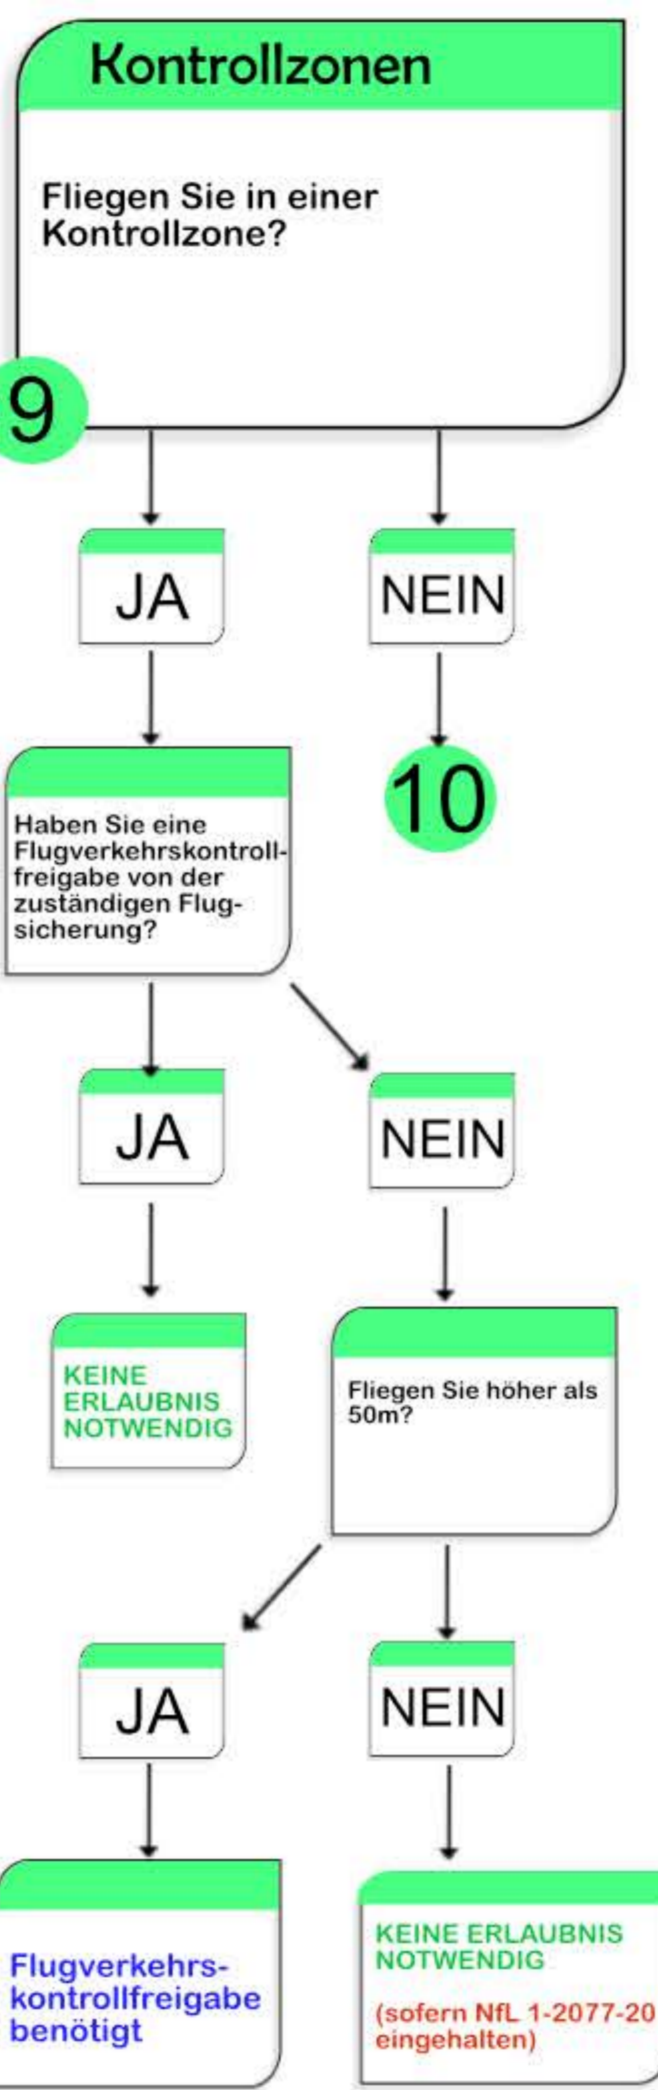 Kontrollzonen
Fliegen Sie in einer
Kontrollzone?
9
JA
NEIN
10
Haben Sie eine
Flugverkehrskontroll-
freigabe von der
zuständigen Flug-
sicherung?
JA
NEIN
KEINE
ERLAUBNIS
NOTWENDIG
Fliegen Sie höher als
50m?
JA
NEIN
Flugverkehrs-
kontrollfreigabe
benötigt
KEINE ERLAUBNIS
NOTWENDIG
(sofern NfL 1-2077-20
eingehalten)